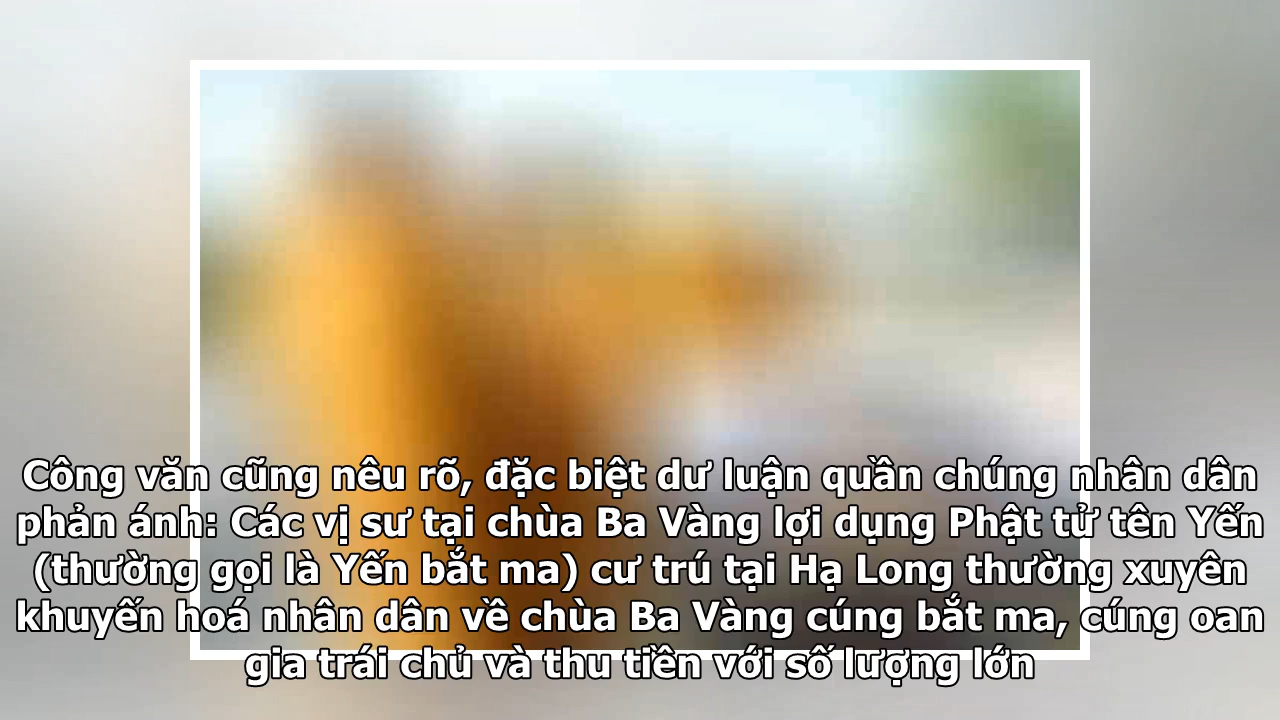 Công văn cũng nêu rõ, đặc biệt dư luận quần chúng nhân dân
phản ánh: Các vị sư tại chùa Ba Vàng lợi dụng Phật tử tên Yến
(thường gọi là Yến bắt ma) cư trú tại Hạ Long thường xuyên
khuyến hoá nhân dân về chùa Ba Vàng cúng bắt ma, cúng oan
gia trái chủ và thu tiền với số lượng lớn